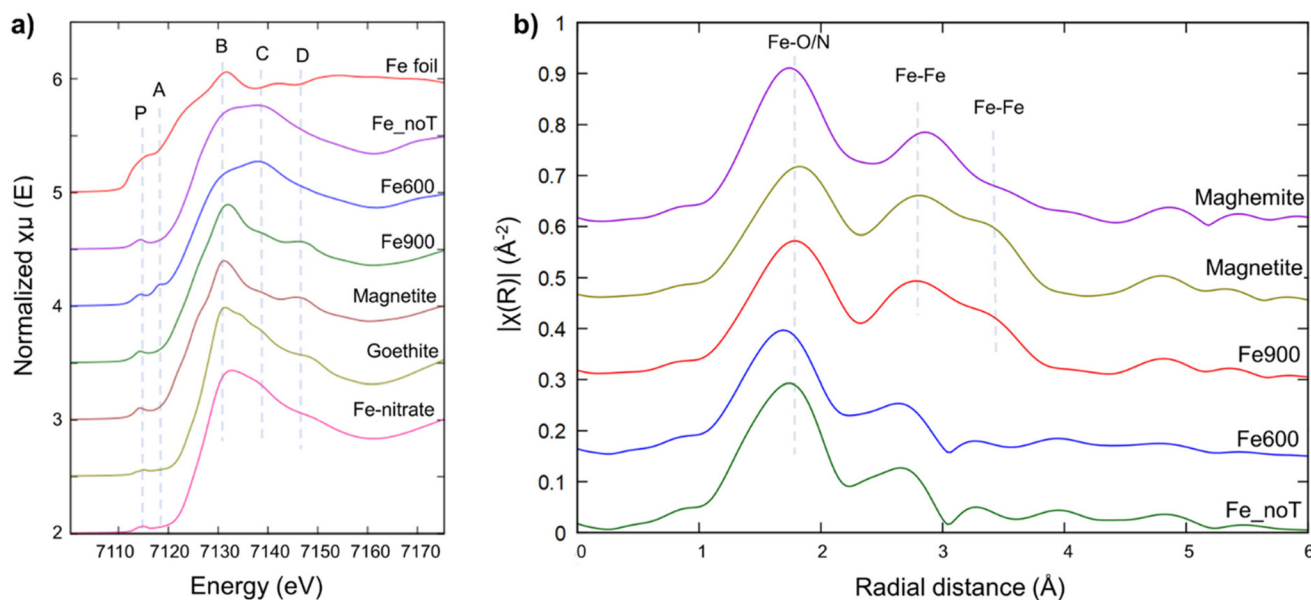 a)
P
A
B
C
D
Fe foil
Fe_noT
Fe600
Fe900
Magnetite
Goethite
Fe-nitrate
6
5
4
3
2
Normalized xμ (E)
7110 7120 7130 7140 7150 7160 7170
Energy (eV)
b)
Fe-O/N
Fe-Fe
Fe-Fe
Maghemite
Magnetite
Fe900
Fe600
Fe_noT
1
0.9
0.8
0.7
0.6
0.5
0.4
0.3
0.2
0.1
0
|χ(R)| (Å⁻²)
0 1 2 3 4 5 6
Radial distance (Å)